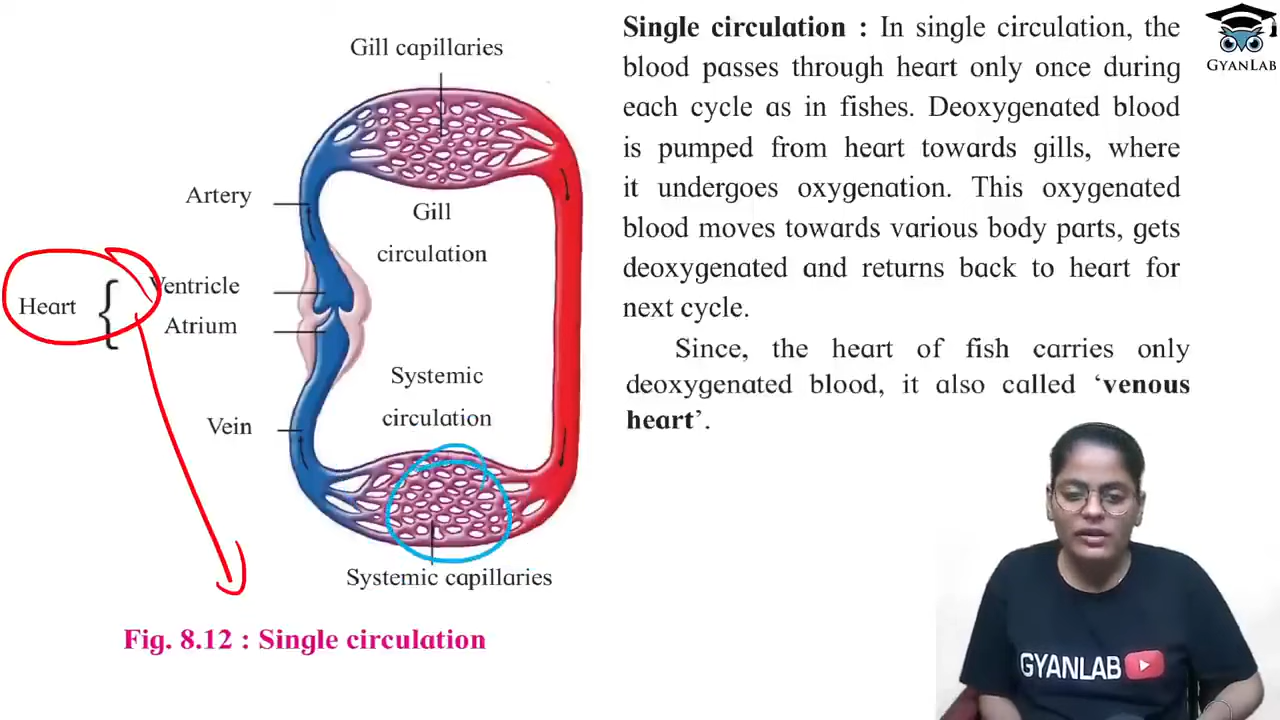 Gill capillaries
Artery
Gill
circulation
Heart
Ventricle
Atrium
Systemic
circulation
Vein
Systemic capillaries
Fig. 8.12 : Single circulation
Single circulation : In single circulation, the
blood passes through heart only once during
each cycle as in fishes. Deoxygenated blood
is pumped from heart towards gills, where
it undergoes oxygenation. This oxygenated
blood moves towards various body parts, gets
deoxygenated and returns back to heart for
next cycle.
Since, the heart of fish carries only
deoxygenated blood, it also called ‘venous
heart’.
GYANLAB
GYANLAB